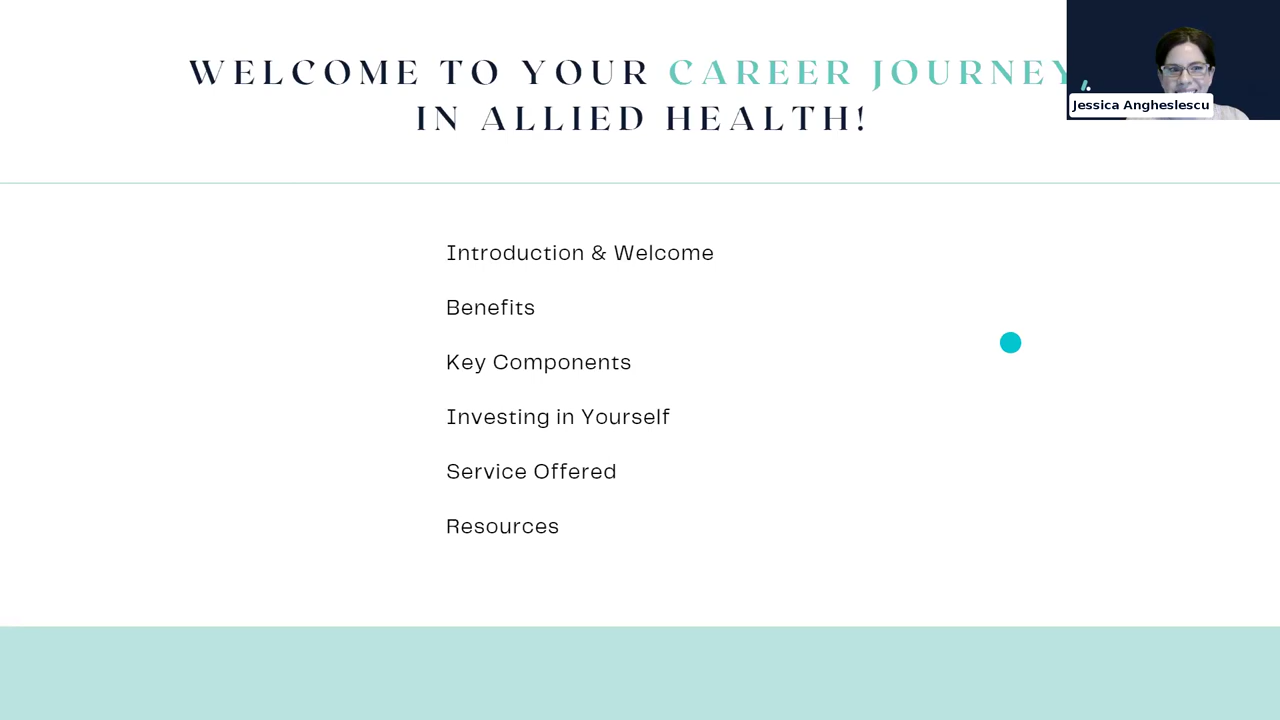 WELCOME TO YOUR CAREER JOURNEY
IN ALLIED HEALTH!
Jessica Angheslescu
Introduction & Welcome
Benefits
Key Components
Investing in Yourself
Service Offered
Resources